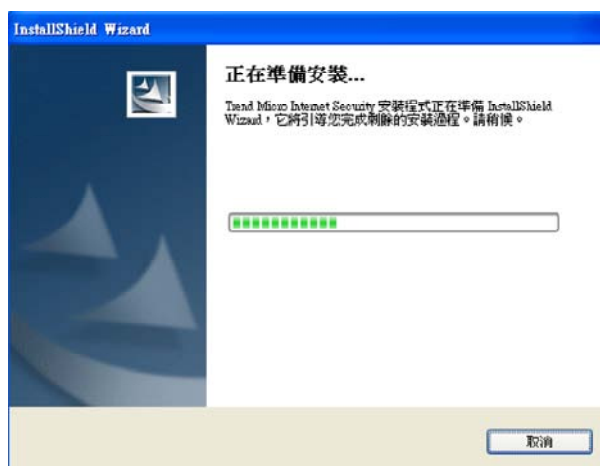 InstallShield Wizard
正在準備安裝...
Trend Micro Internet Security 安裝程式正在準備 InstallShield
Wizard，它將引導您完成剩餘的安裝過程。請稍候。
取消